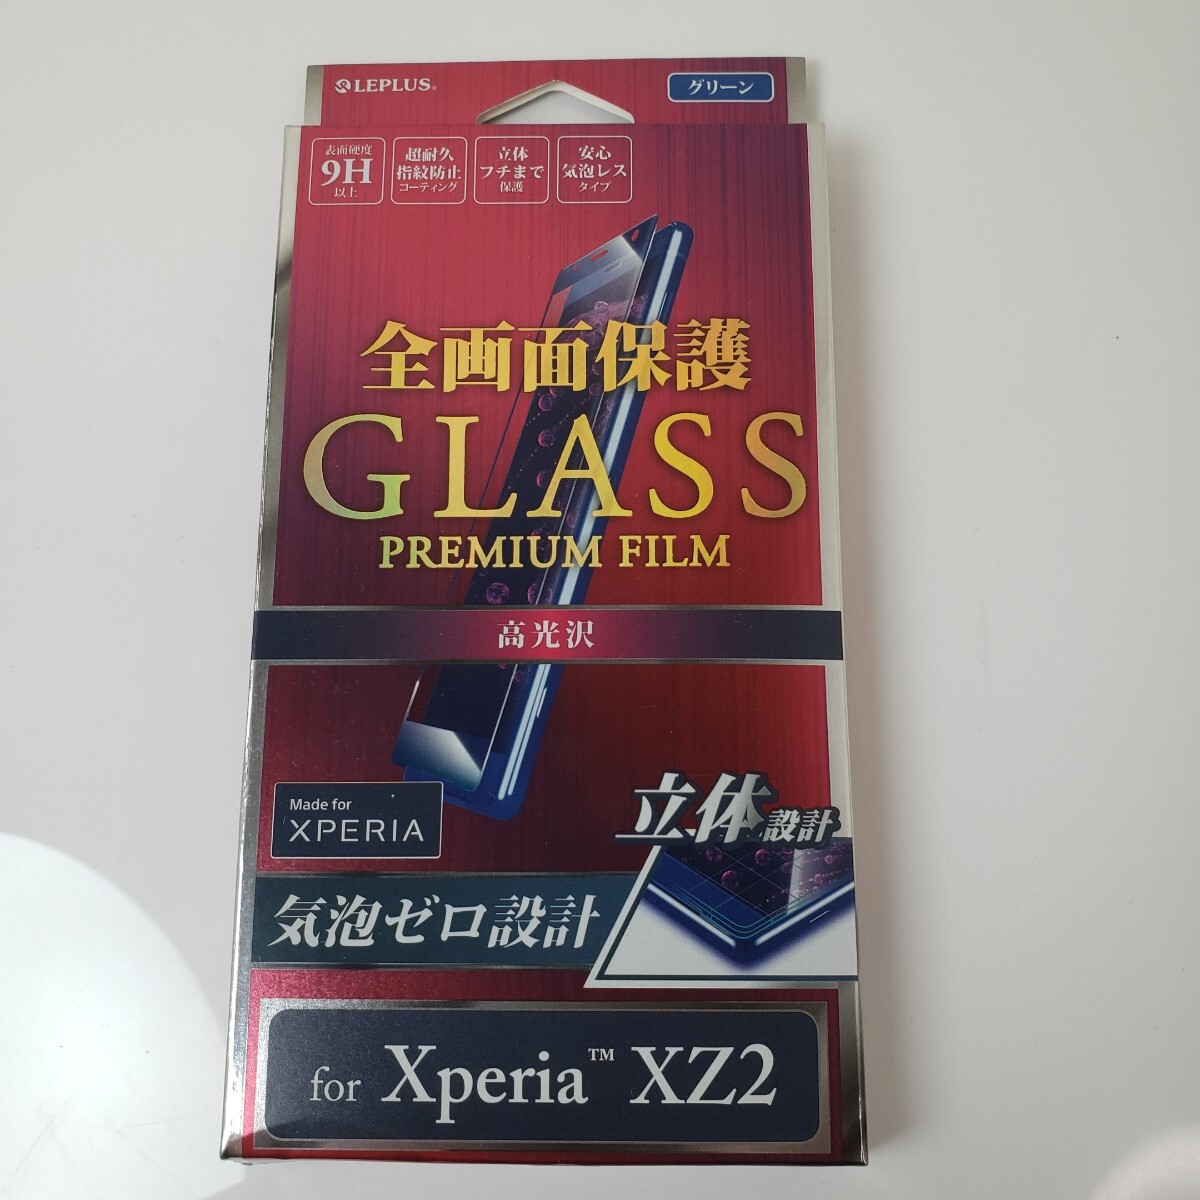 LEPLUS®
グリーン
表面硬度
9H
以上
超耐久
指紋防止
コーティング
立体
フチまで
保護
安心
気泡レス
タイプ
全画面保護
GLASS
PREMIUM FILM
高光沢
Made for
XPERIA
立体設計
気泡ゼロ設計
for Xperia™ XZ2